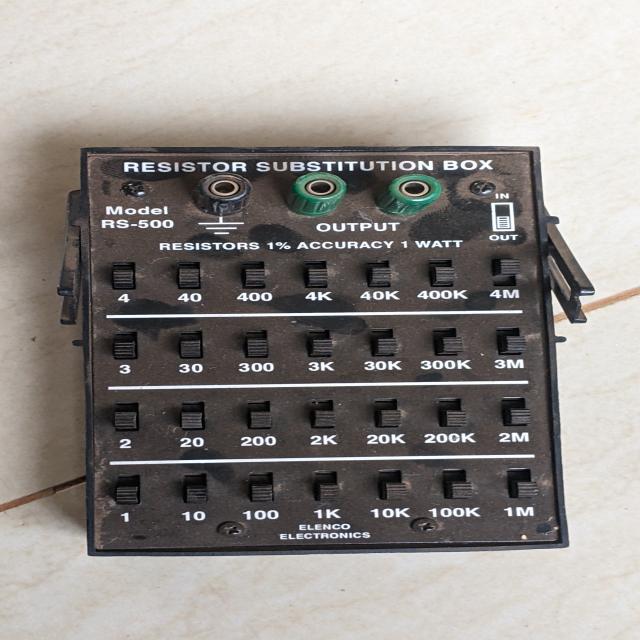 RESISTOR SUBSTITUTION BOX
Model
RS-500
OUTPUT
IN
OUT
RESISTORS 1% ACCURACY 1 WATT
4 40 400 4K 40K 400K 4M
3 30 300 3K 30K 300K 3M
2 20 200 2K 20K 200K 2M
1 10 100 1K 10K 100K 1M
ELENCO
ELECTRONICS